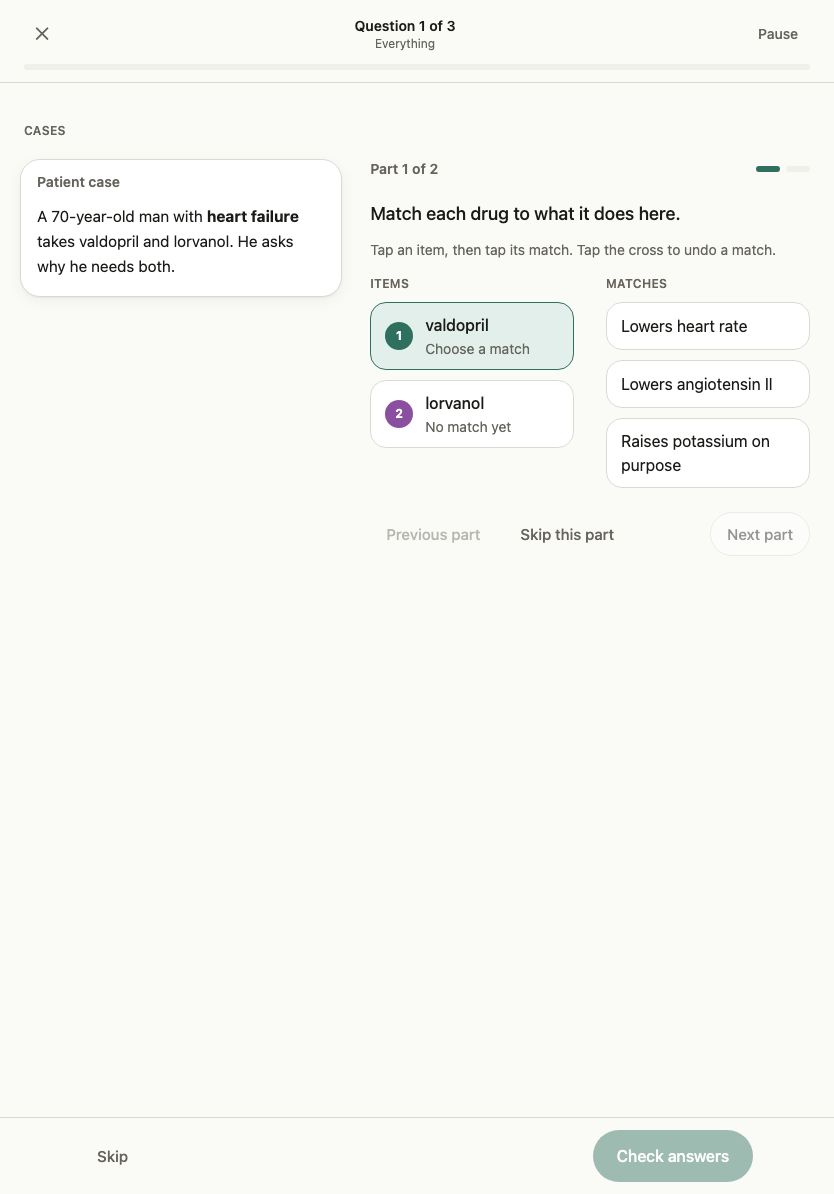 Question 1 of 3
Everything
Pause
CASES
Patient case
A 70-year-old man with heart failure
takes valdopril and lorvanol. He asks
why he needs both.
Part 1 of 2
Match each drug to what it does here.
Tap an item, then tap its match. Tap the cross to undo a match.
ITEMS
1
valdopril
Choose a match
2
lorvanol
No match yet
MATCHES
Lowers heart rate
Lowers angiotensin II
Raises potassium on
purpose
Previous part
Skip this part
Next part
Skip
Check answers